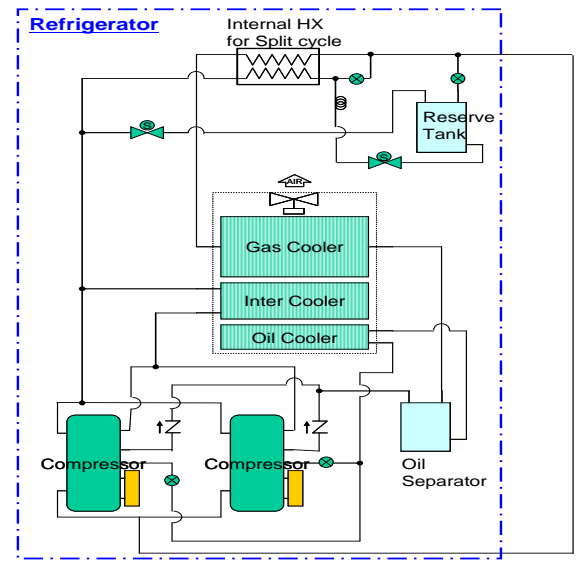 Refrigerator
Internal HX
for Split cycle
S
Reserve
Tank
S
AIR
Gas Cooler
Inter Cooler
Oil Cooler
Compressor
Compressor
Oil
Separator